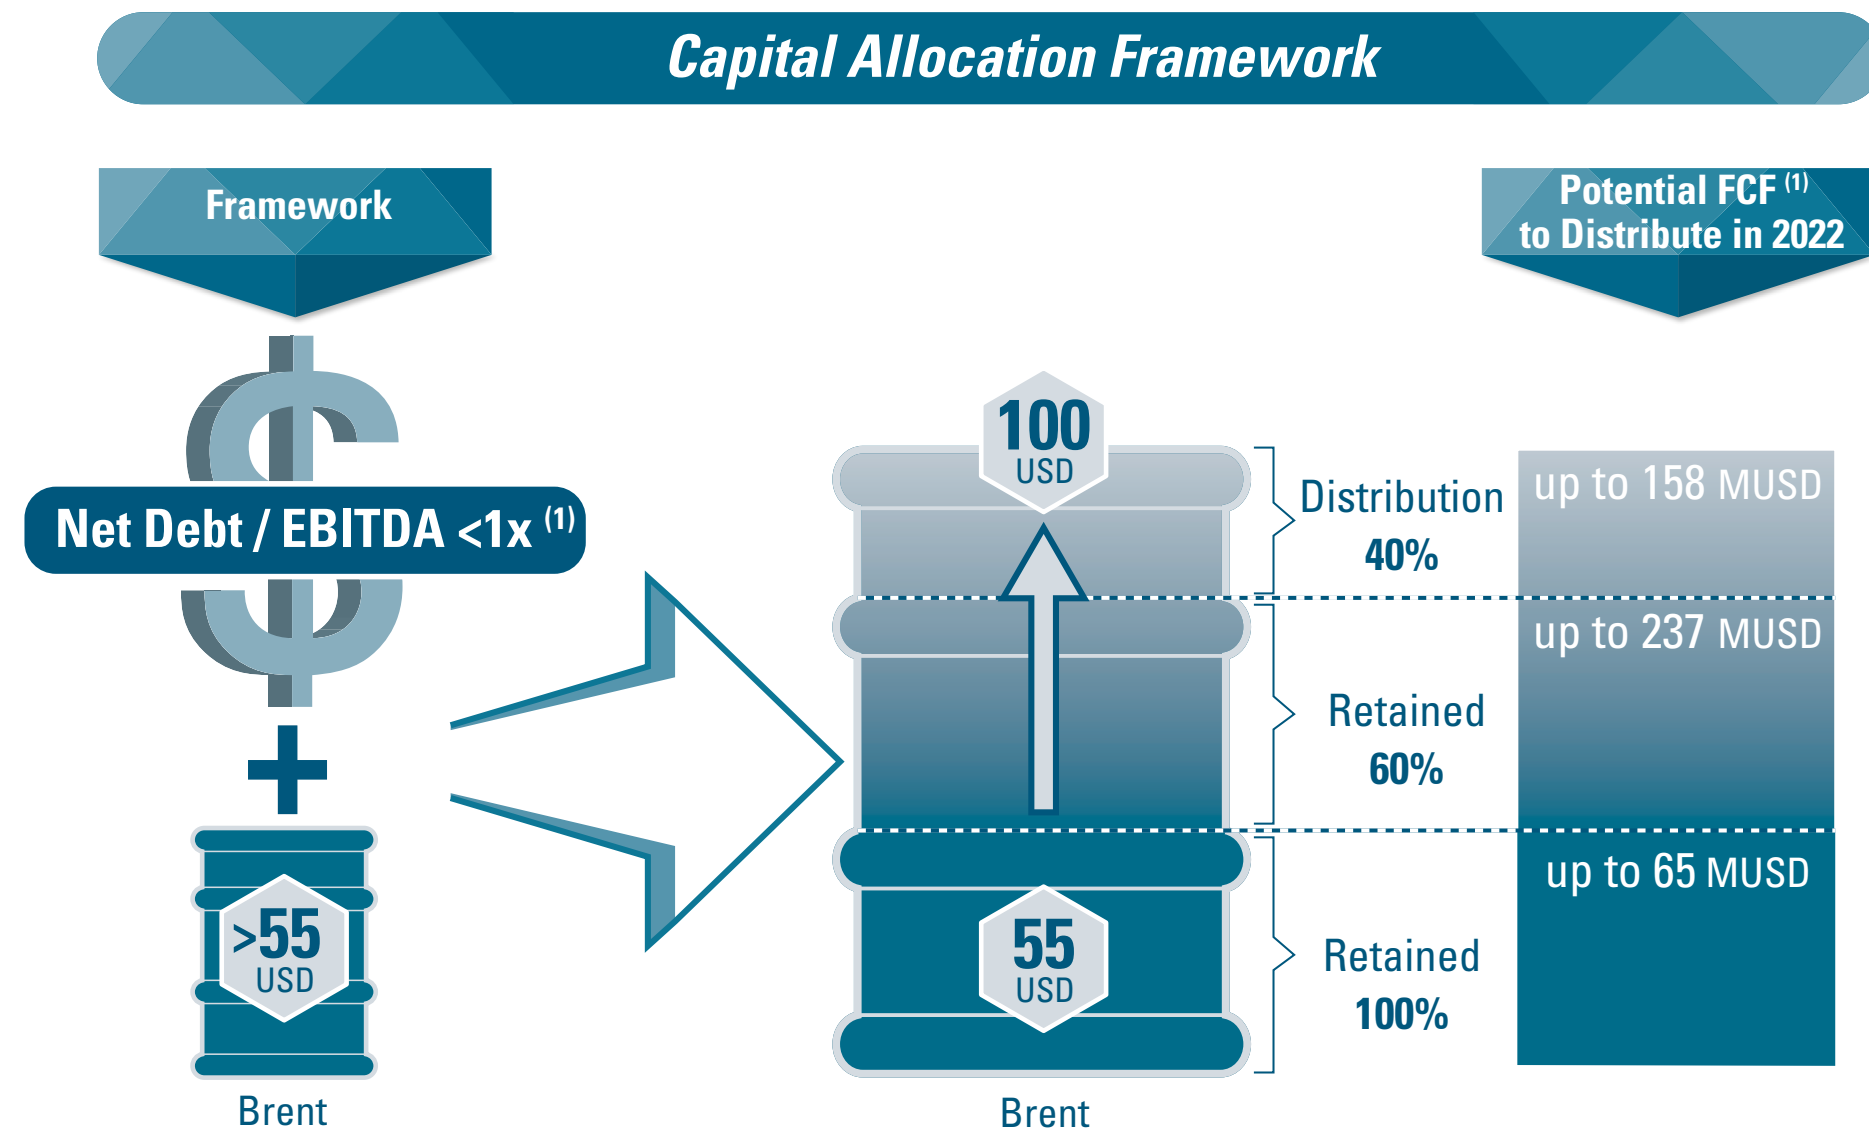 Capital Allocation Framework
Framework
Potential FCF (1)
to Distribute in 2022
Net Debt / EBITDA <1x (1)
+
>55
USD
Brent
100
USD
55
USD
Brent
Distribution
40%
Retained
60%
Retained
100%
up to 158 MUSD
up to 237 MUSD
up to 65 MUSD